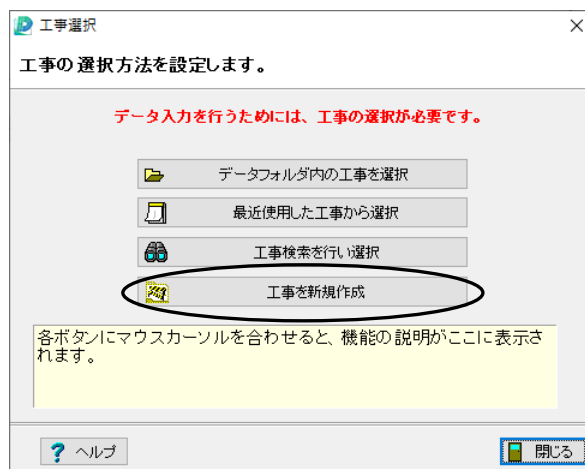 工事選択
工事の選択方法を設定します。
データ入力を行うためには、工事の選択が必要です。
データフォルダ内の工事を選択
最近使用した工事から選択
工事検索を行い選択
工事を新規作成
各ボタンにマウスカーソルを合わせると、機能の説明がここに表示さ
れます。
ヘルプ
閉じる